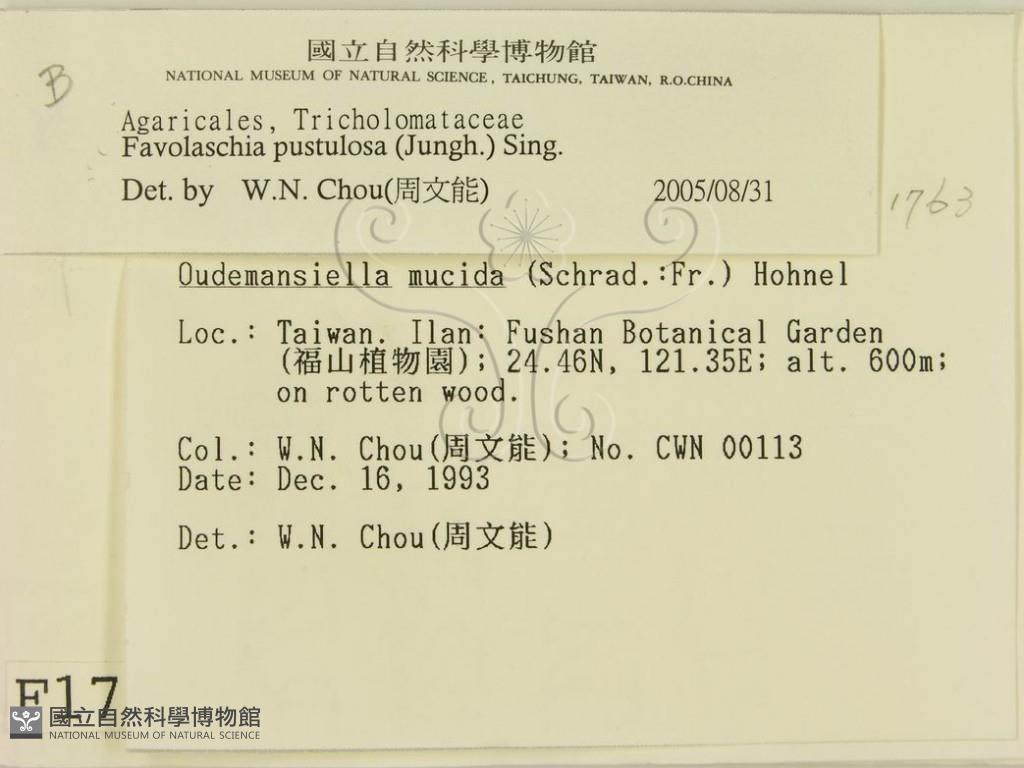 國立自然科學博物館
NATIONAL MUSEUM OF NATURAL SCIENCE, TAICHUNG, TAIWAN, R.O.CHINA
B
Agaricales, Tricholomataceae
Favolaschia pustulosa (Jungh.) Sing.
Det. by W.N. Chou(周文能) 2005/08/31
1763
Oudemansiella mucida (Schrad.:Fr.) Hohnel
Loc.: Taiwan. Ilan: Fushan Botanical Garden
(福山植物園); 24.46N, 121.35E; alt. 600m;
on rotten wood.
Col.: W.N. Chou(周文能); No. CWN 00113
Date: Dec. 16, 1993
Det.: W.N. Chou(周文能)
F17
國立自然科學博物館
NATIONAL MUSEUM OF NATURAL SCIENCE